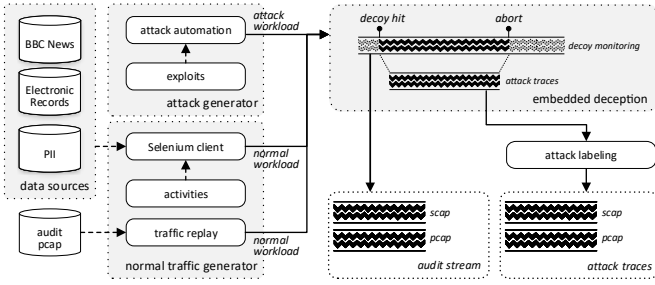 BBC News
Electronic
Records
PII
data sources
audit
pcap
attack automation
exploits
attack generator
attack
workload
Selenium client
activities
traffic replay
normal traffic generator
normal
workload
normal
workload
decoy hit
abort
decoy monitoring
attack traces
embedded deception
attack labeling
scap
pcap
audit stream
scap
pcap
attack traces